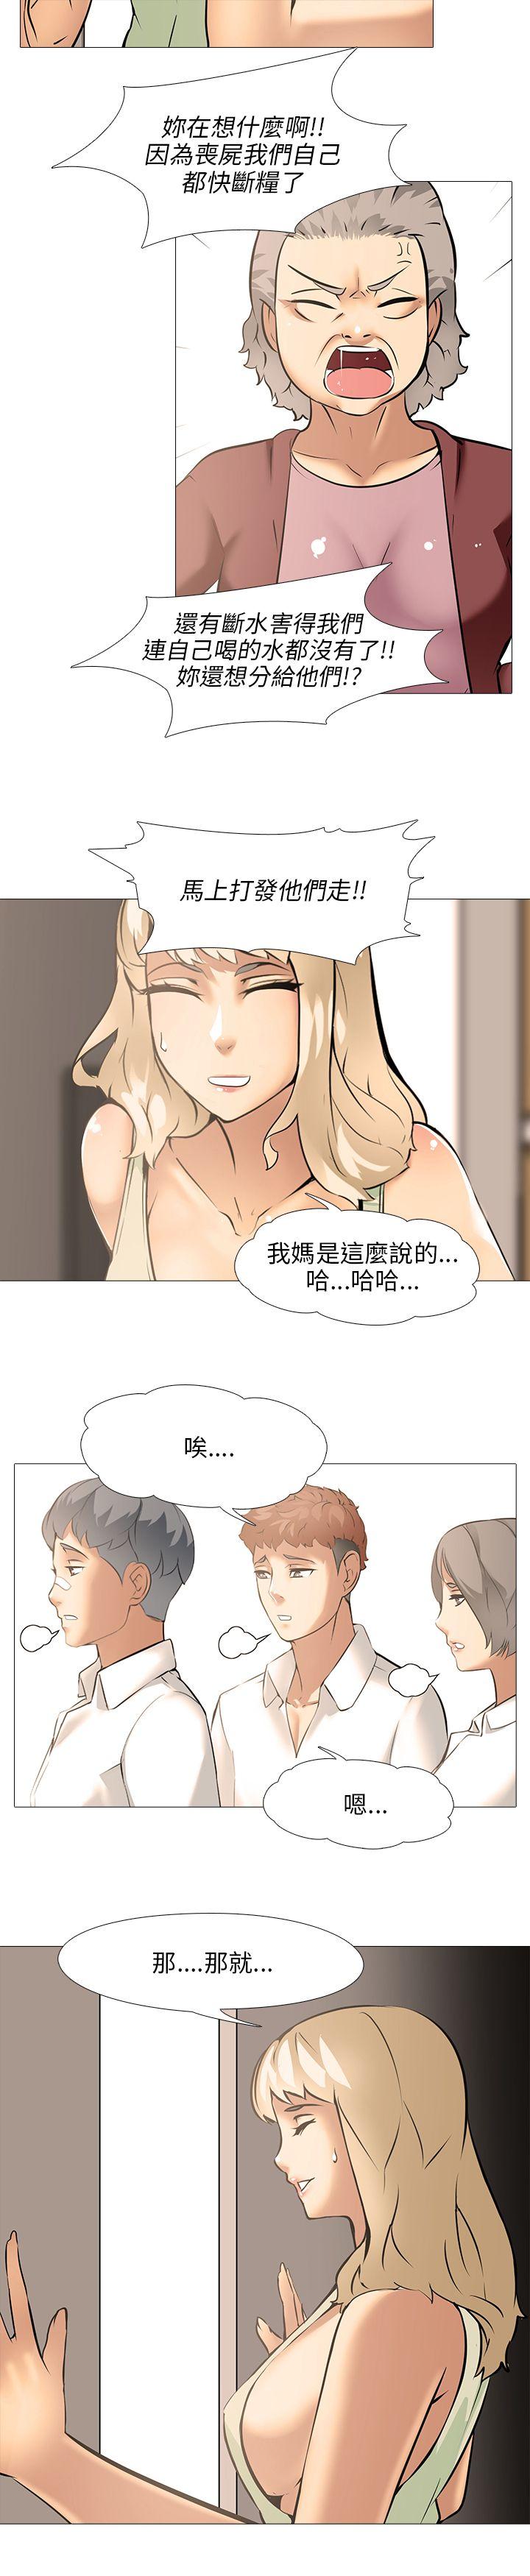 妳在想什麼啊!!
因為喪屍我們自己
都快斷糧了
還有斷水害得我們
連自己喝的水都沒有了!!
妳還想分給他們!?
馬上打發他們走!!
我媽是這麼說的...
哈...哈哈...
唉....
嗯...
那....那就...